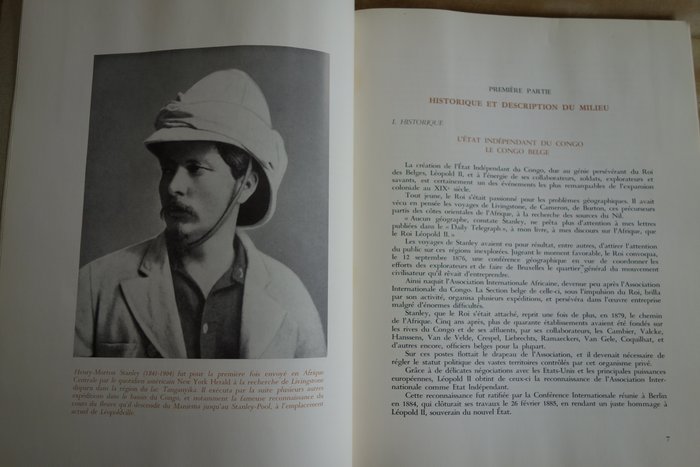 Henry-Morton Stanley (1841-1904) fut pour la première fois envoyé en Afrique
Centrale par le quotidien américain New York Herald à la recherche de Livingstone
disparu dans la région du lac Tanganyika. Il exécuta par la suite plusieurs autres
expéditions dans le bassin du Congo, et notamment la fameuse reconnaissance du
cours du fleuve qu'il descendit du Maniema jusqu'au Stanley-Pool, à l'emplacement
actuel de Léopoldville.
PREMIÈRE PARTIE
HISTORIQUE ET DESCRIPTION DU MILIEU
I. HISTORIQUE
L'ÉTAT INDÉPENDANT DU CONGO
LE CONGO BELGE
La création de l'État Indépendant du Congo, due au génie persévérant du Roi
des Belges, Léopold II, et à l'énergie de ses collaborateurs, soldats, explorateurs et
savants, est certainement un des événements les plus remarquables de l'expansion
coloniale au XIXe siècle.
Tout jeune, le Roi s'était passionné pour les problèmes géographiques. Il avait
vécu en pensée les voyages de Livingstone, de Cameron, de Burton, ces précurseurs
partis des côtes orientales de l'Afrique, à la recherche des sources du Nil.
« Aucun géographe, constate Stanley, ne prêta plus d'attention à mes lettres
publiées dans le « Daily Telegraph », à mon livre, à mes discours sur l'Afrique, que
le Roi Léopold II. »
Les voyages de Stanley avaient eu pour résultat, entre autres, d'attirer l'attention
du public sur ces régions inexplorées. Jugeant le moment favorable, le Roi convoqua,
le 12 septembre 1876, une conférence géographique en vue de coordonner les
efforts des explorateurs et de faire de Bruxelles le quartier général du mouvement
civilisateur qu'il rêvait d'entreprendre.
Ainsi naquit l'Association Internationale Africaine, devenue peu après l'Association
Internationale du Congo. La Section belge de celle-ci, sous l'impulsion du Roi, brilla
par son activité, organisa plusieurs expéditions, et persévéra dans l'œuvre entreprise
malgré d'énormes difficultés.
Stanley, que le Roi s'était attaché, reprit une fois de plus, en 1879, le chemin
de l'Afrique. Cinq ans après, plus de quarante établissements avaient été fondés sur
les rives du Congo et de ses affluents, par ses collaborateurs, les Cambier, Valcke,
Hanssens, Van de Velde, Crespel, Liebrechts, Ramaeckers, Van Gele, Coquilhat, et
d'autres encore, officiers belges pour la plupart.
Sur ces postes flottait le drapeau de l'Association, et il devenait nécessaire de
régler le statut politique des vastes territoires contrôlés par cet organisme privé.
Grâce à de délicates négociations avec les Etats-Unis et les principales puissances
européennes, Léopold II obtint de ceux-ci la reconnaissance de l'Association Inter-
nationale comme État Indépendant.
Cette reconnaissance fut ratifiée par la Conférence Internationale réunie à Berlin
en 1884, qui clôturait ses travaux le 26 février 1885, en rendant un juste hommage à
Léopold II, souverain du nouvel État.
7